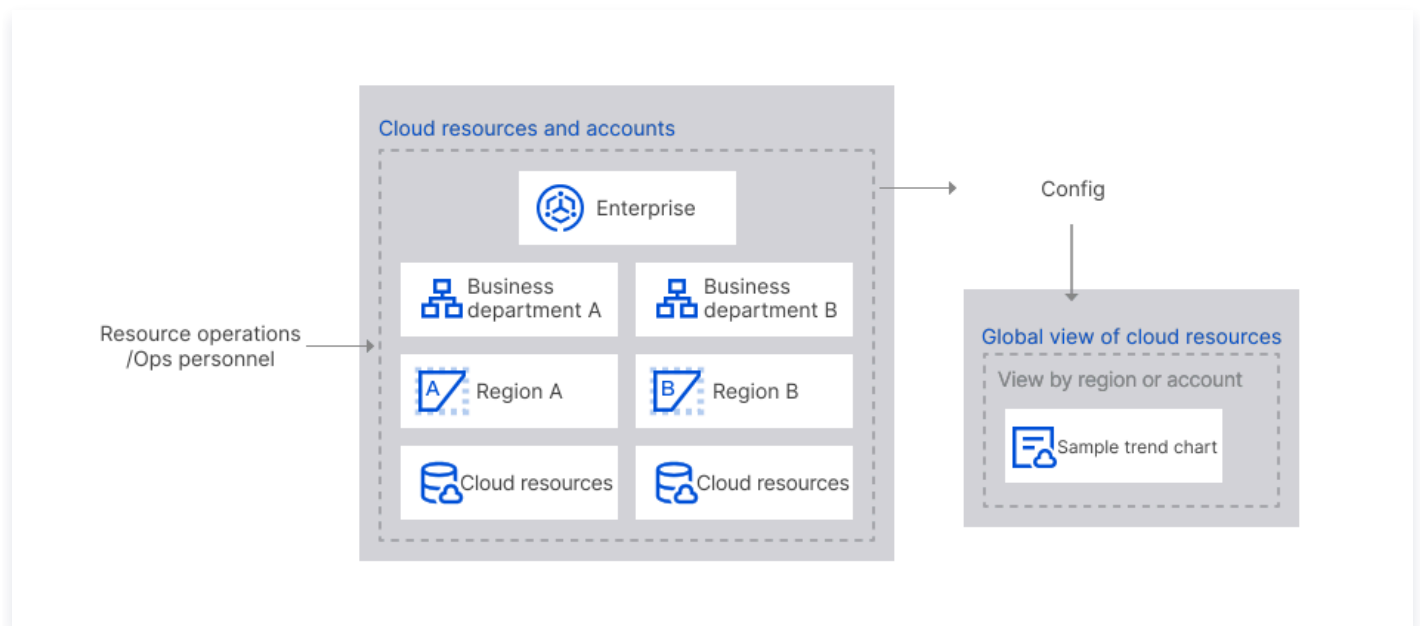 Cloud resources and accounts
Enterprise
Business
department A
Business
department B
Region A
A
Region B
B
Cloud resources
Cloud resources
Resource operations
/Ops personnel
Config
Global view of cloud resources
View by region or account
Sample trend chart